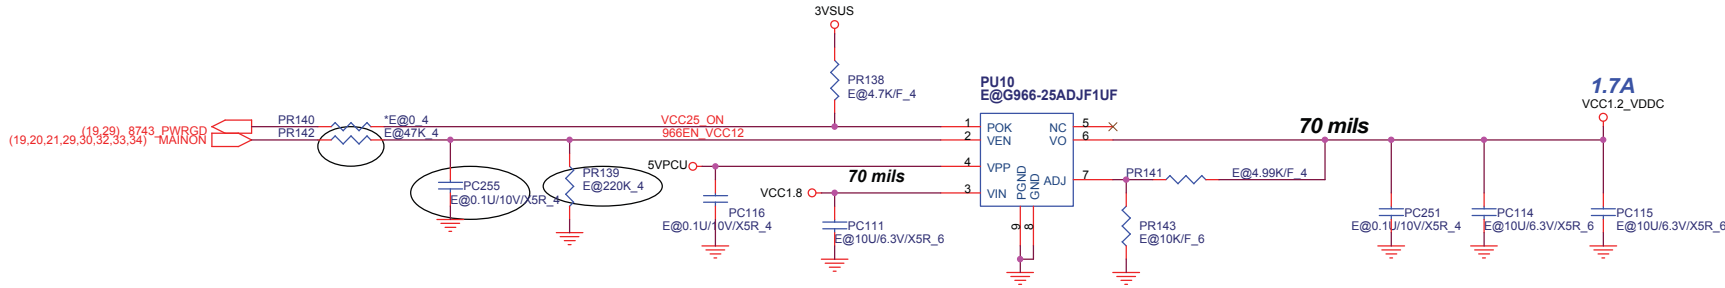 3VSUS
PR138
E@4.7K/F_4
PU10
E@G966-25ADJF1UF
1.7A
VCC1.2_VDDC
(19,29) 8743_PWRGD
PR140
*E@0_4
VCC25_ON
1
POK
NC
5
(19,20,21,29,30,32,33,34) MAINON
PR142
E@47K_4
966EN_VCC12
2
VEN
VO
6
70 mils
5VPCU
4
VPP
PR139
E@220K_4
70 mils
ADJ
7
PR141
E@4.99K/F_4
PC255
E@0.1U/10V/X5R_4
VCC1.8
3
VIN
PGND
GND
9
8
PC116
E@0.1U/10V/X5R_4
PC111
E@10U/6.3V/X5R_6
PR143
E@10K/F_6
PC251
E@0.1U/10V/X5R_4
PC114
E@10U/6.3V/X5R_6
PC115
E@10U/6.3V/X5R_6